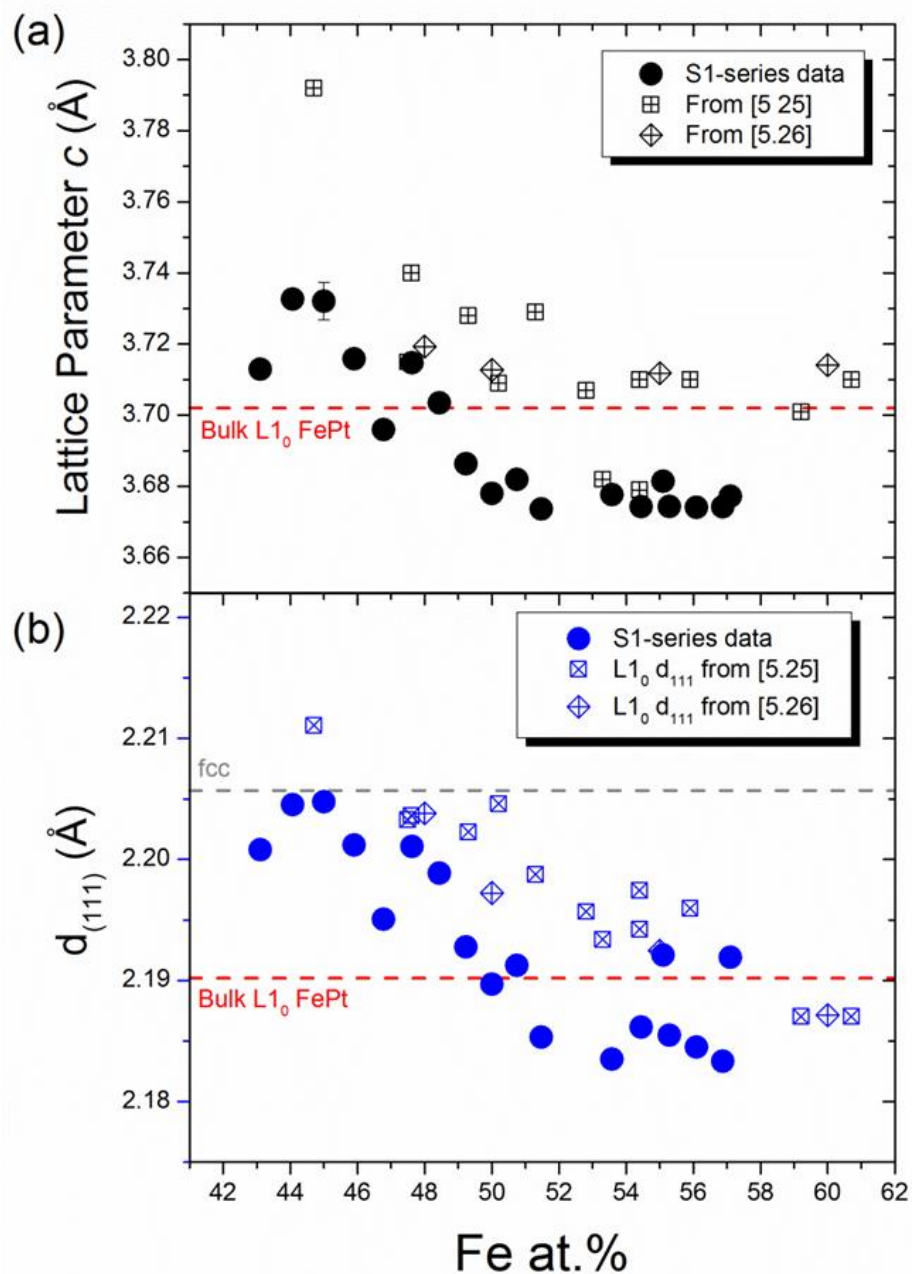 (a)
3.80
3.78
3.76
3.74
3.72
3.70
3.68
3.66
Lattice Parameter c (Å)
S1-series data
From [5 25]
From [5.26]
Bulk L1₀ FePt
(b)
2.22
2.21
2.20
2.19
2.18
d₍₁₁₁₎ (Å)
S1-series data
L1₀ d₁₁₁ from [5.25]
L1₀ d₁₁₁ from [5.26]
fcc
Bulk L1₀ FePt
42 44 46 48 50 52 54 56 58 60 62
Fe at.%